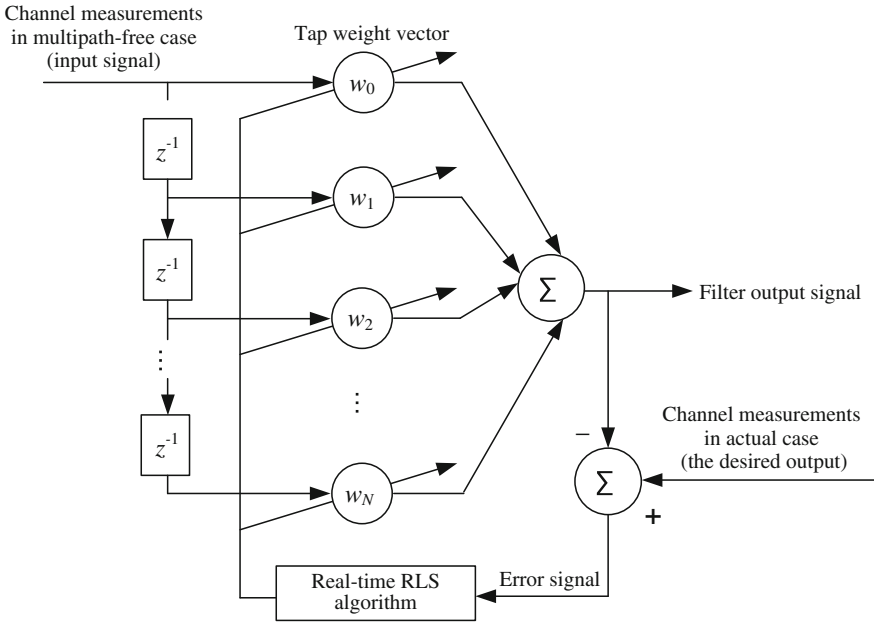 Channel measurements
in multipath-free case
(input signal)
Tap weight vector
w0
z-1
w1
z-1
Σ
Filter output signal
w2
⋮
⋮
Channel measurements
in actual case
(the desired output)
−
z-1
Σ
wN
+
Real-time RLS
algorithm
Error signal